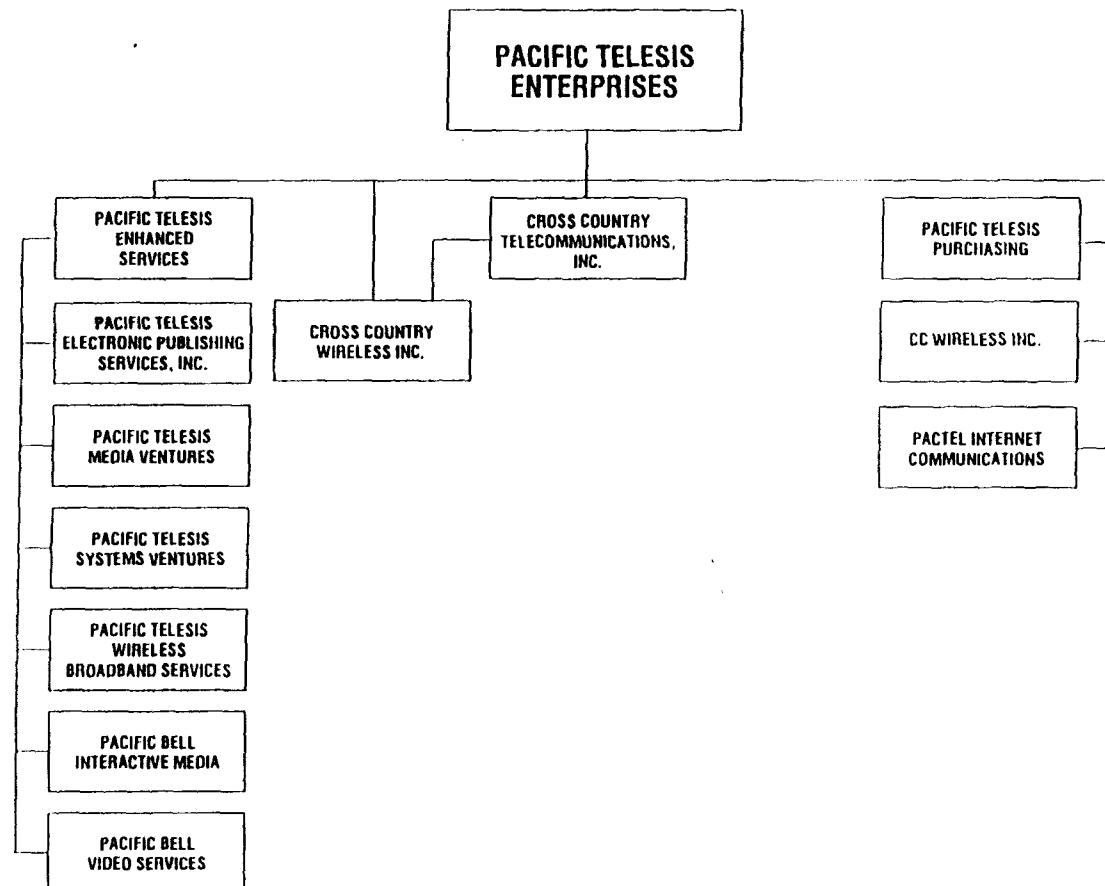 PACIFIC TELESIS
ENTERPRISES
PACIFIC TELESIS
ENHANCED
SERVICES
CROSS COUNTRY
TELECOMMUNICATIONS,
INC.
PACIFIC TELESIS
PURCHASING
PACIFIC TELESIS
ELECTRONIC PUBLISHING
SERVICES, INC.
CROSS COUNTRY
WIRELESS INC.
CC WIRELESS INC.
PACIFIC TELESIS
MEDIA VENTURES
PACTEL INTERNET
COMMUNICATIONS
PACIFIC TELESIS
SYSTEMS VENTURES
PACIFIC TELESIS
WIRELESS
BROADBAND SERVICES
PACIFIC BELL
INTERACTIVE MEDIA
PACIFIC BELL
VIDEO SERVICES